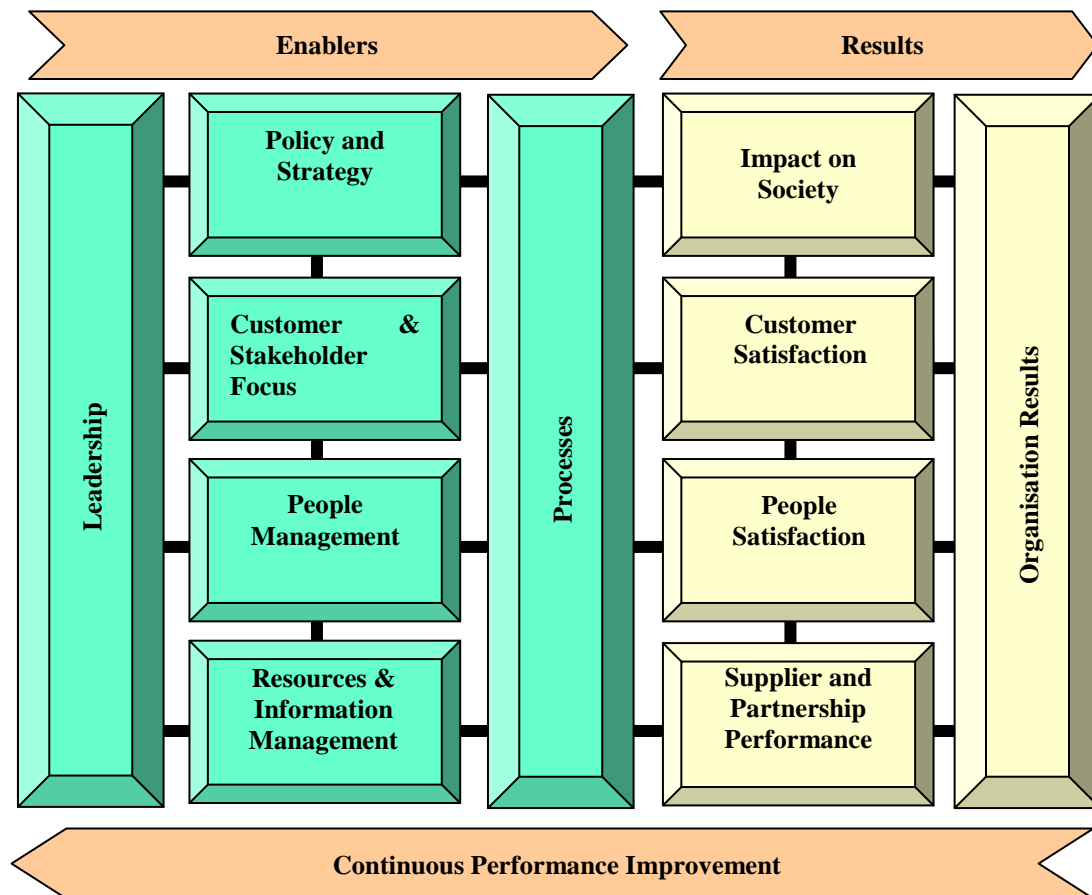 Enablers
Results
Leadership
Policy and
Strategy
Customer &
Stakeholder
Focus
People
Management
Resources &
Information
Management
Processes
Impact on
Society
Customer
Satisfaction
People
Satisfaction
Supplier and
Partnership
Performance
Organisation Results
Continuous Performance Improvement